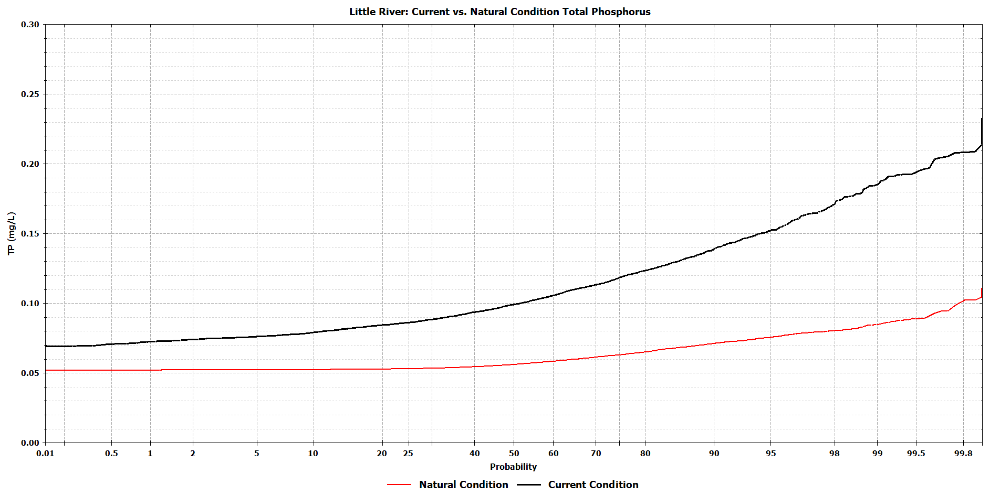 Little River: Current vs. Natural Condition Total Phosphorus
0.30
0.25
0.20
0.15
0.10
0.05
0.00
TP (mg/L)
0.01 0.5 1 2 5 10 20 25 40 50 60 70 80 90 95 98 99 99.5 99.8
Probability
Natural Condition Current Condition